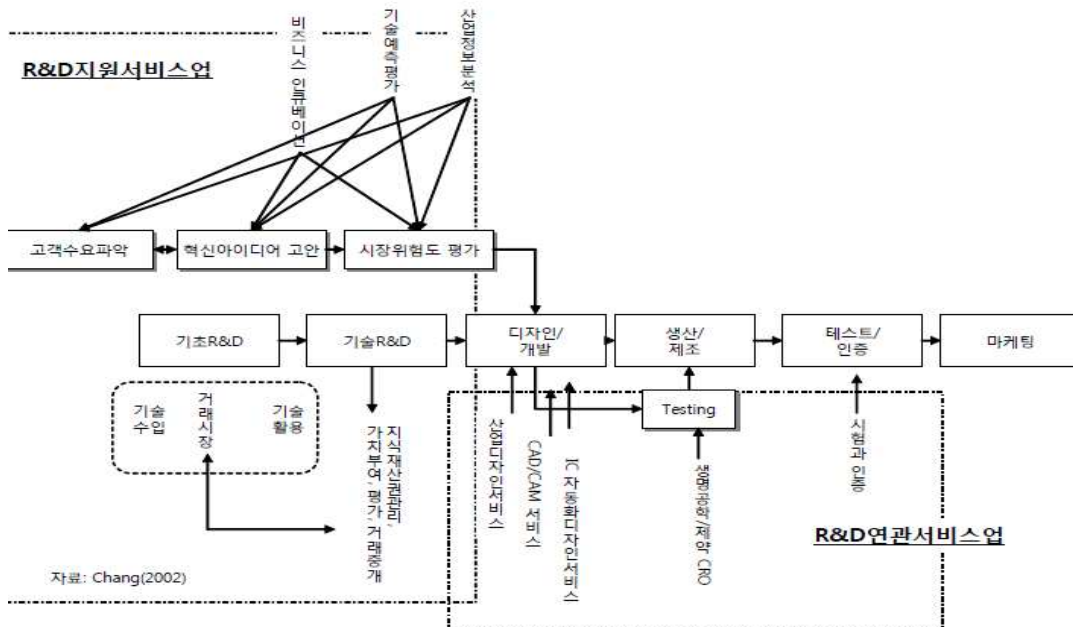 비즈니스 인큐베이션
기술예측평가
산업정보분석
R&D지원서비스업
고객수요파악
혁신아이디어 고안
시장위험도 평가
기초R&D
기술R&D
디자인/
개발
생산/
제조
테스트/
인증
마케팅
기술
수입
거래시장
기술
활용
지식재산권관리,
가치부여, 평가, 거래중개
산업디자인서비스
CAD/CAM 서비스
IC 자동화디자인서비스
Testing
생명공학/제약 CRO
시험과 인증
R&D연관서비스업
자료: Chang(2002)